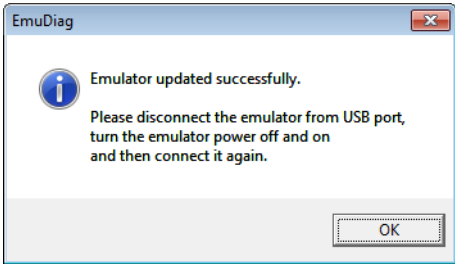 EmuDiag
Emulator updated successfully.
Please disconnect the emulator from USB port,
turn the emulator power off and on
and then connect it again.
OK